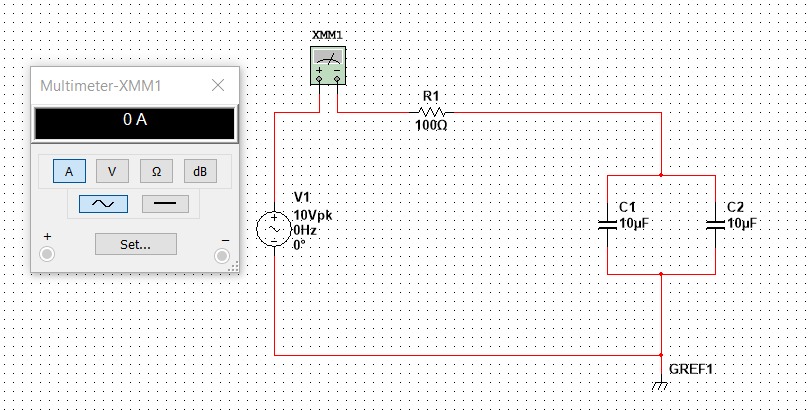 XMM1
Multimeter-XMM1
0 A
A V Ω dB
Set...
+ −
+ −
R1
100Ω
V1
10Vpk
0Hz
0°
C1
10µF
C2
10µF
GREF1